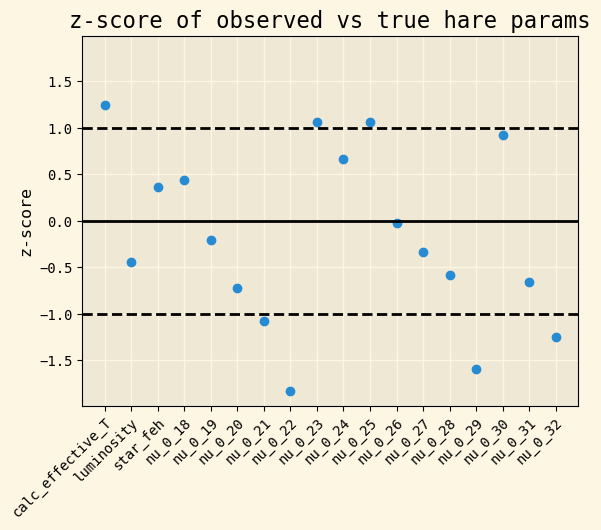 z-score of observed vs true hare params
z-score
1.5
1.0
0.5
0.0
−0.5
−1.0
−1.5
calc_effective_T
luminosity
star_feh
nu_0_18
nu_0_19
nu_0_20
nu_0_21
nu_0_22
nu_0_23
nu_0_24
nu_0_25
nu_0_26
nu_0_27
nu_0_28
nu_0_29
nu_0_30
nu_0_31
nu_0_32